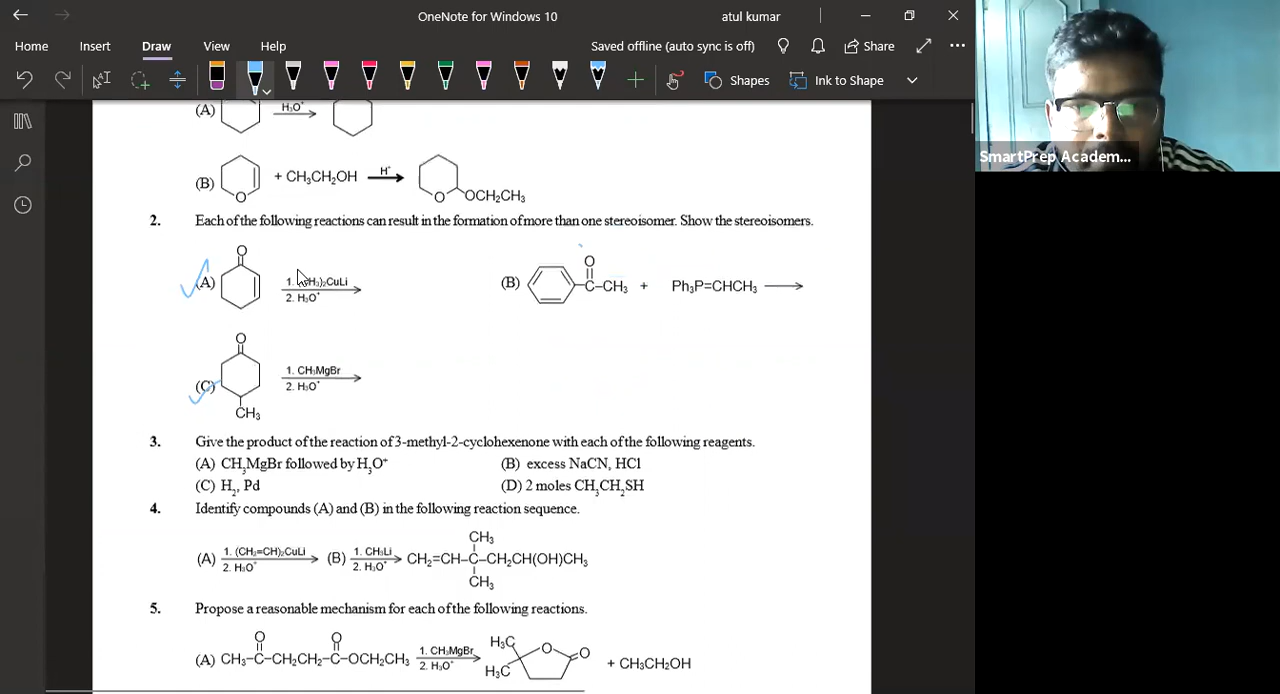 OneNote for Windows 10
atul kumar
Home Insert Draw View Help
Saved offline (auto sync is off)
Share
Shapes
Ink to Shape
SmartPrep Academ...
(A) H₃O⁺
(B) O + CH₃CH₂OH H⁺ O OCH₂CH₃
2. Each of the following reactions can result in the formation of more than one stereoisomer. Show the stereoisomers.
O
(A) 1. (CH₃)₂CuLi
2. H₃O⁺
O
(B) C–CH₃ + Ph₃P=CHCH₃
O
(C) 1. CH₃MgBr
2. H₃O⁺
CH₃
3. Give the product of the reaction of 3-methyl-2-cyclohexenone with each of the following reagents.
(A) CH₃MgBr followed by H₃O⁺ (B) excess NaCN, HCl
(C) H₂, Pd (D) 2 moles CH₃CH₂SH
4. Identify compounds (A) and (B) in the following reaction sequence.
CH₃
(A) 1. (CH₂=CH)₂CuLi 2. H₃O⁺ (B) 1. CH₃Li 2. H₃O⁺ CH₂=CH–C–CH₂CH(OH)CH₃
CH₃
5. Propose a reasonable mechanism for each of the following reactions.
O O
(A) CH₃–C–CH₂CH₂–C–OCH₂CH₃ 1. CH₃MgBr 2. H₃O⁺ H₃C H₃C O O + CH₃CH₂OH